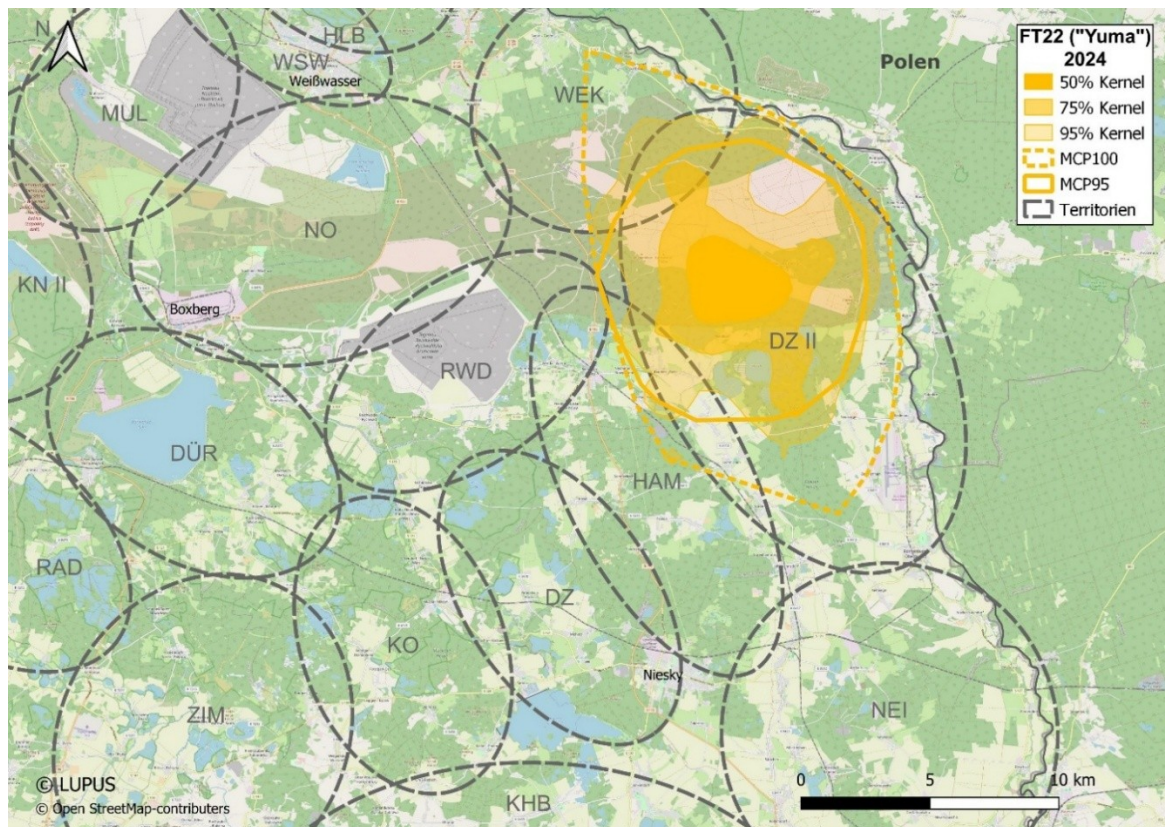 N
HLB
WSW
Weißwasser
MUL
WEK
Polen
FT22 ("Yuma")
2024
50% Kernel
75% Kernel
95% Kernel
MCP100
MCP95
Territorien
NO
KN II
Boxberg
DZ II
RWD
DÜR
HAM
RAD
DZ
KO
Niesky
ZIM
NEI
KHB
0 5 10 km
© LUPUS
© Open StreetMap-contributers